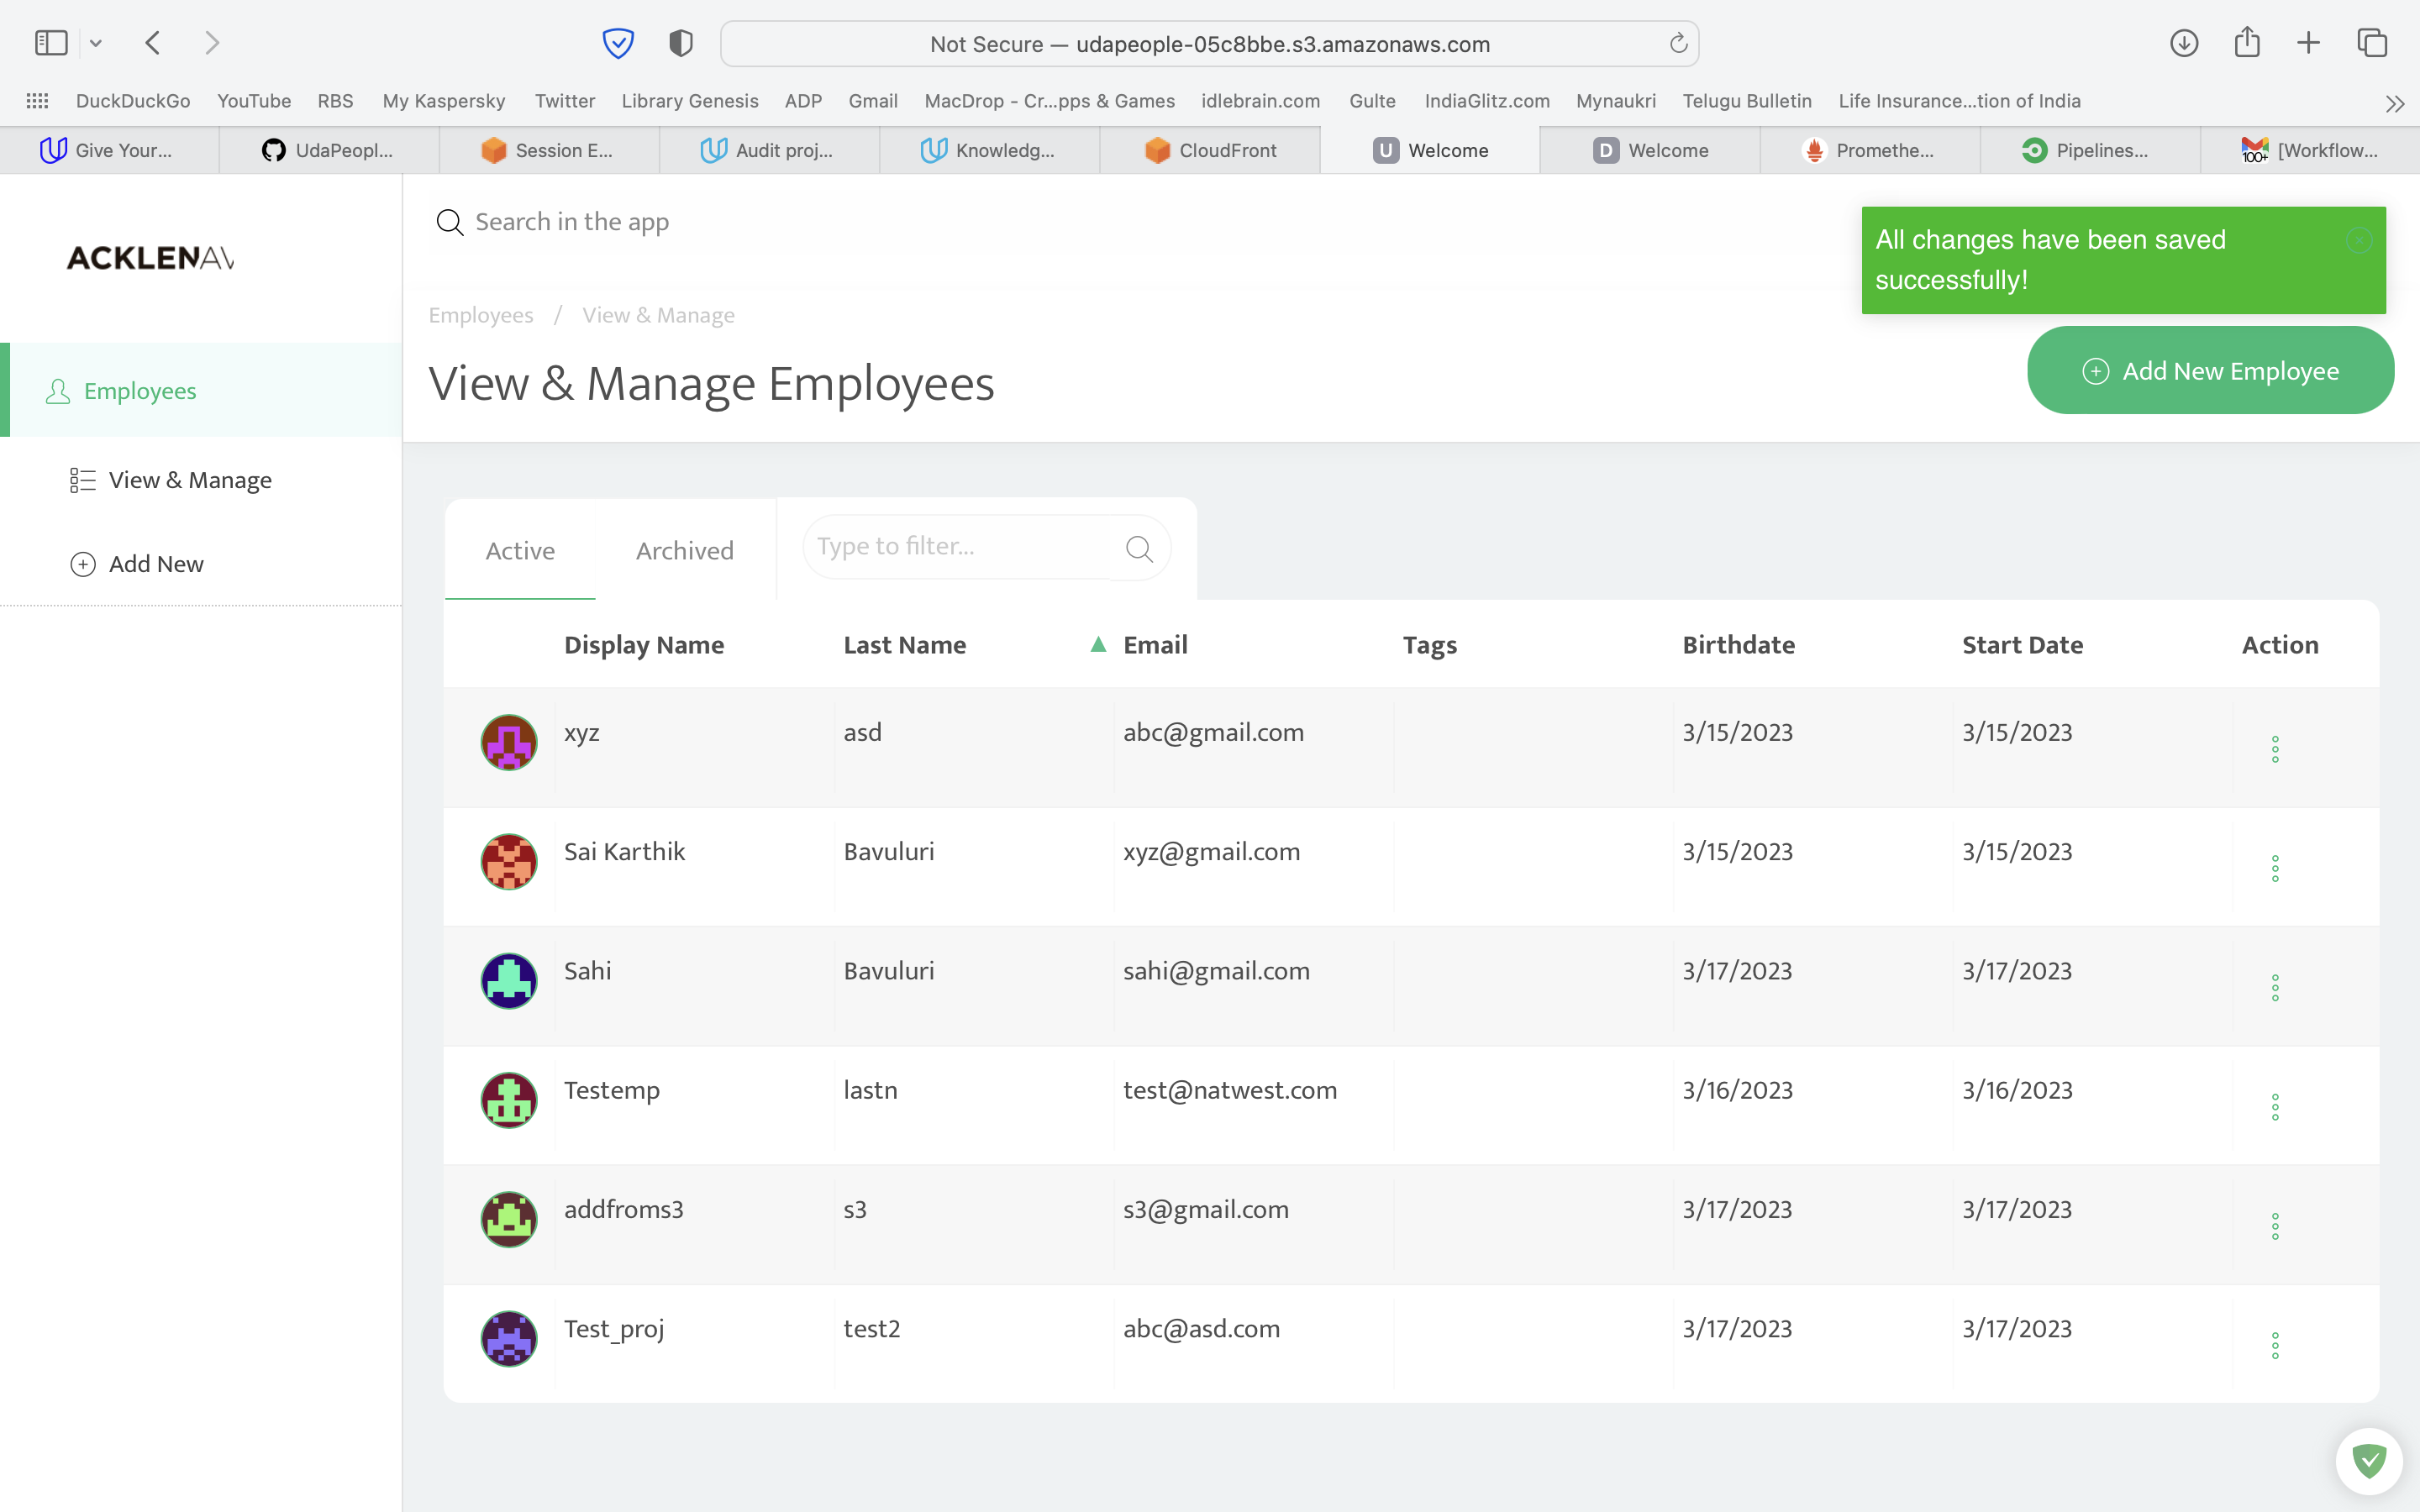 Not Secure — udapeople-05c8bbe.s3.amazonaws.com
DuckDuckGo YouTube RBS My Kaspersky Twitter Library Genesis ADP Gmail MacDrop - Cr...pps & Games idlebrain.com Gulte IndiaGlitz.com Mynaukri Telugu Bulletin Life Insurance...tion of India
Give Your... UdaPeopl... Session E... Audit proj... Knowledg... CloudFront U Welcome D Welcome Promethe... Pipelines... 100+ [Workflow...
ACKLENAV
Search in the app
All changes have been saved
successfully!
Employees / View & Manage
View & Manage Employees
Add New Employee
Employees
View & Manage
Add New
Active Archived Type to filter...
Display Name Last Name ▲ Email Tags Birthdate Start Date Action
xyz asd abc@gmail.com 3/15/2023 3/15/2023
Sai Karthik Bavuluri xyz@gmail.com 3/15/2023 3/15/2023
Sahi Bavuluri sahi@gmail.com 3/17/2023 3/17/2023
Testemp lastn test@natwest.com 3/16/2023 3/16/2023
addfroms3 s3 s3@gmail.com 3/17/2023 3/17/2023
Test_proj test2 abc@asd.com 3/17/2023 3/17/2023